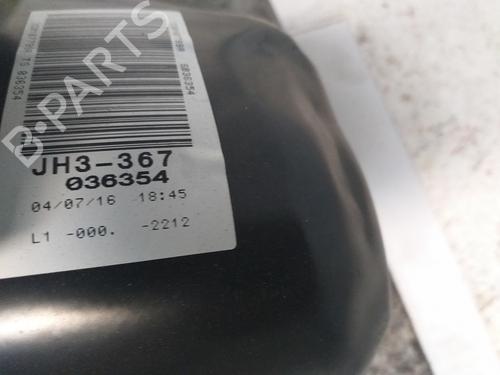 B-PARTS
JH3-367
036354
04/07/16 18:45
L1 -000. -2212